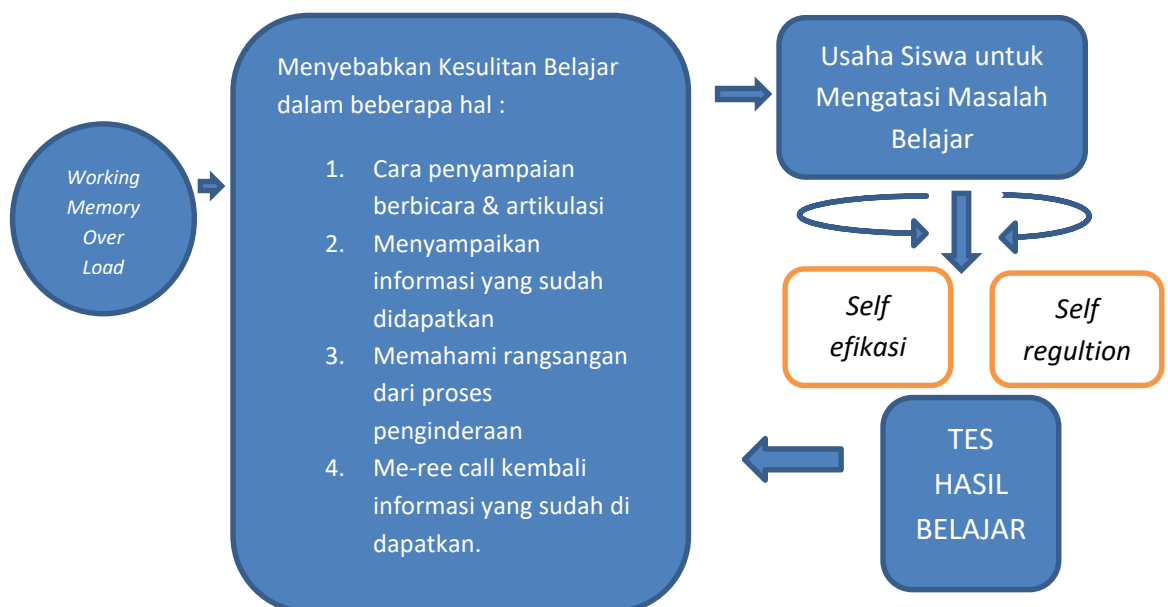 Working
Memory
Over
Load
Menyebabkan Kesulitan Belajar
dalam beberapa hal :
1. Cara penyampaian
berbicara & artikulasi
2. Menyampaikan
informasi yang sudah
didapatkan
3. Memahami rangsangan
dari proses
penginderaan
4. Me-ree call kembali
informasi yang sudah di
dapatkan.
Usaha Siswa untuk
Mengatasi Masalah
Belajar
Self
efikasi
Self
regultion
TES
HASIL
BELAJAR